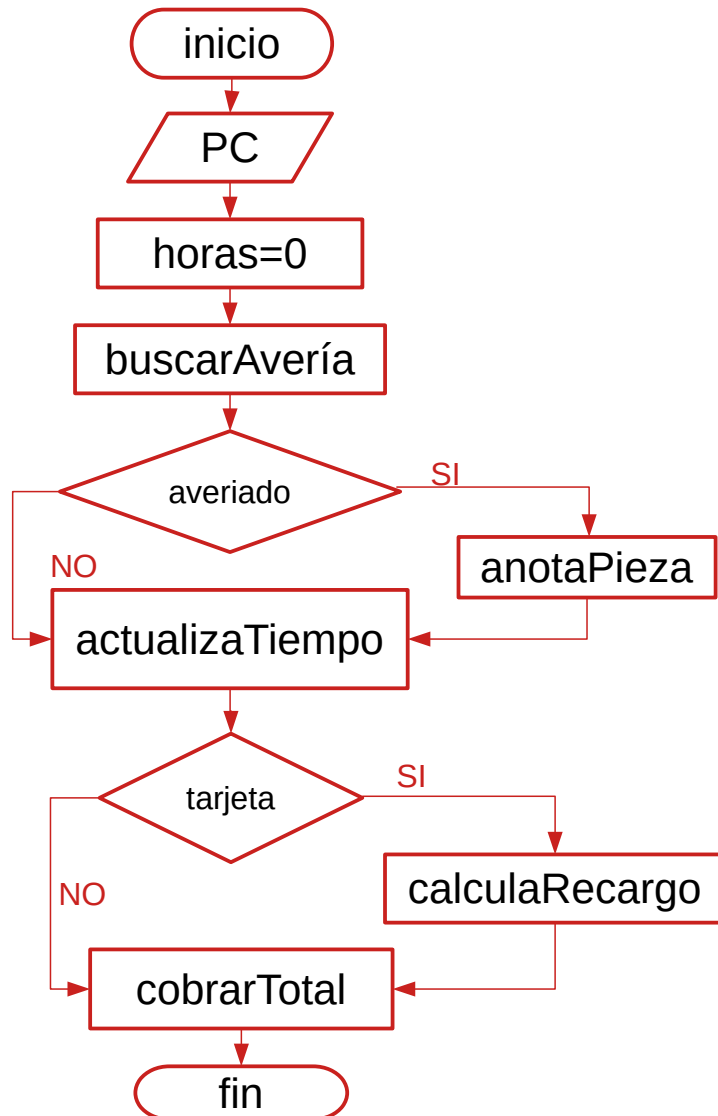 inicio
PC
horas=0
buscarAvería
averiado
SI
anotaPieza
NO
actualizaTiempo
tarjeta
SI
calculaRecargo
NO
cobrarTotal
fin